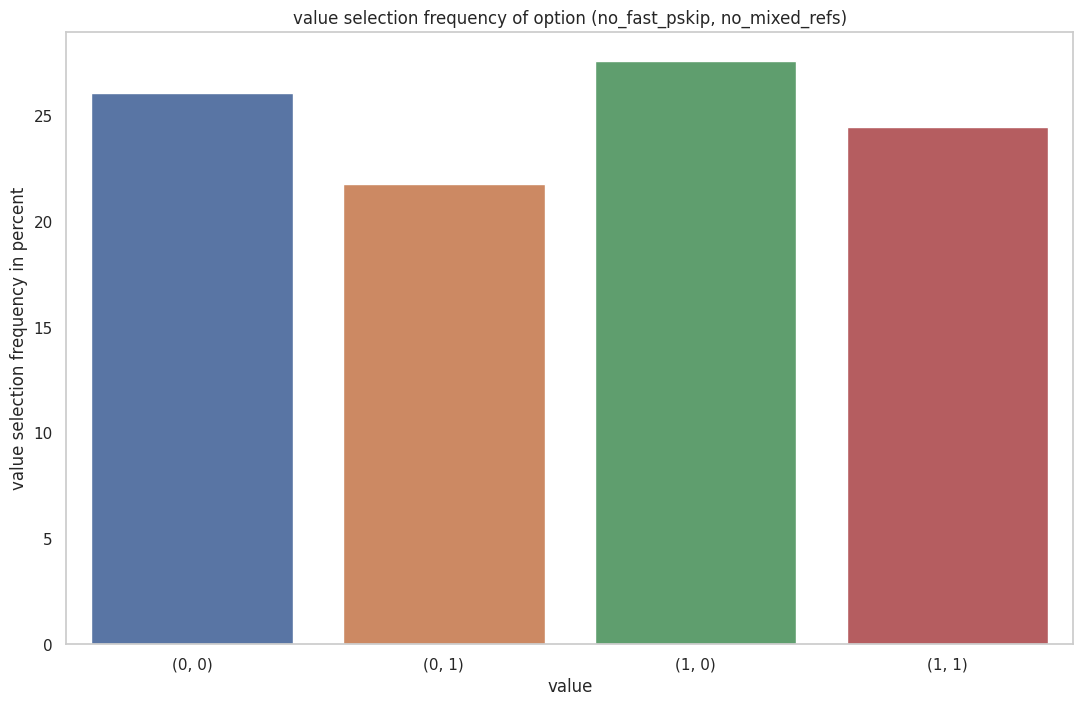 value selection frequency of option (no_fast_pskip, no_mixed_refs)
value selection frequency in percent
25
20
15
10
5
0
(0, 0) (0, 1) (1, 0) (1, 1)
value